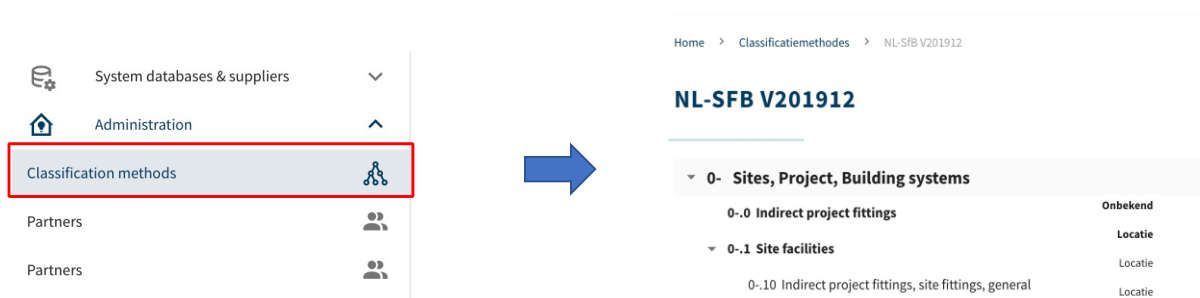 System databases & suppliers
Administration
Classification methods
Partners
Partners
Home > Classificatiemethodes > NL-SfB V201912
NL-SFB V201912
0- Sites, Project, Building systems
0-.0 Indirect project fittings Onbekend
Locatie
0-.1 Site facilities
Locatie
0-.10 Indirect project fittings, site fittings, general
Locatie